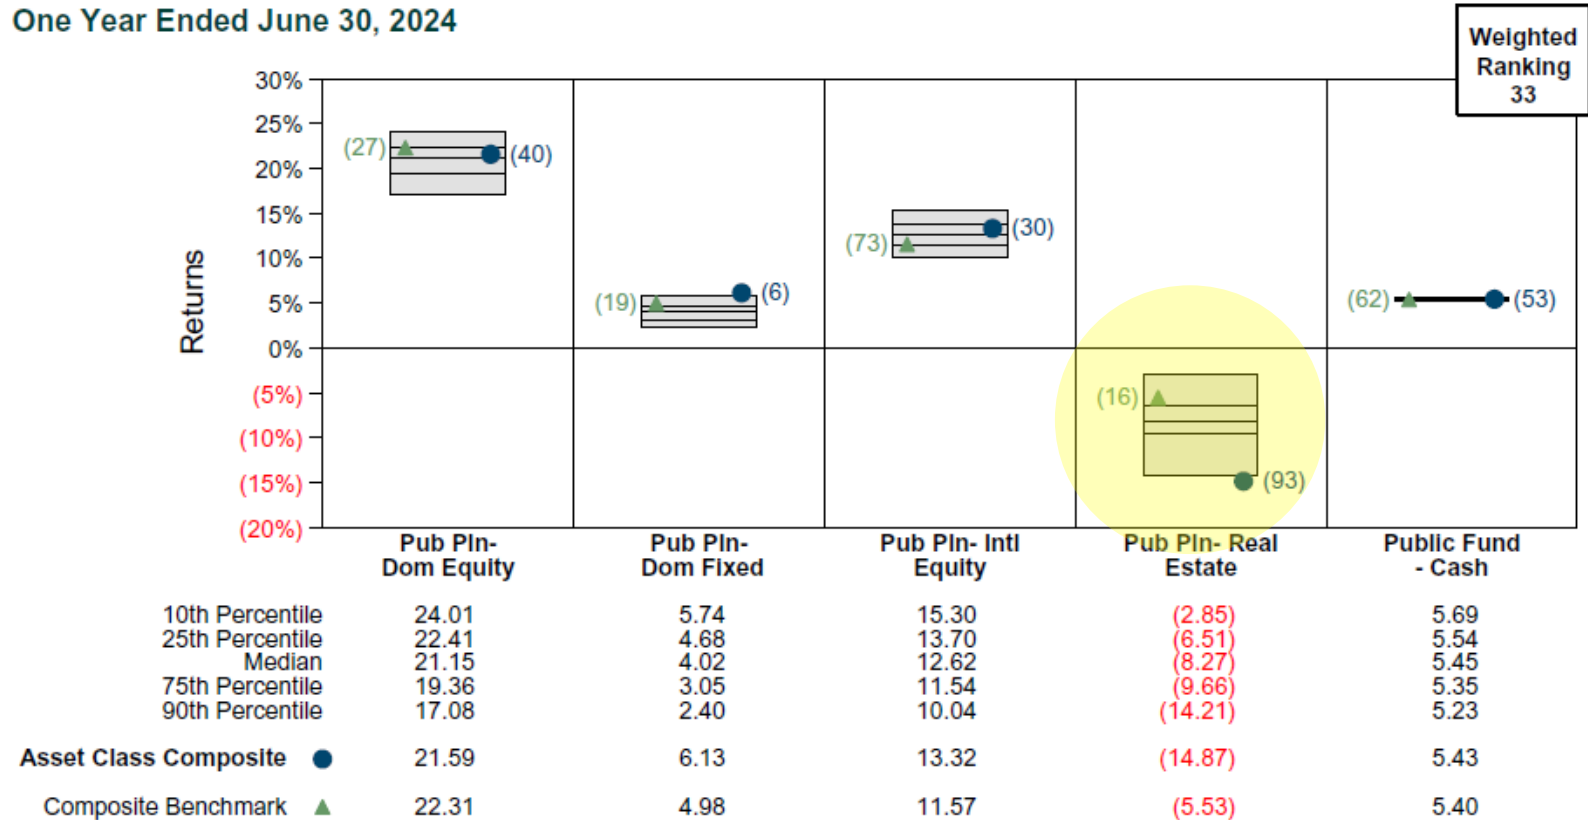 One Year Ended June 30, 2024
Weighted
Ranking
33
Returns
30%
25%
20%
15%
10%
5%
0%
(5%)
(10%)
(15%)
(20%)
(27) (40)
(19) (6)
(73) (30)
(16) (93)
(62) (53)
Pub Pln-
Dom Equity
Pub Pln-
Dom Fixed
Pub Pln- Intl
Equity
Pub Pln- Real
Estate
Public Fund
- Cash
10th Percentile 24.01 5.74 15.30 (2.85) 5.69
25th Percentile 22.41 4.68 13.70 (6.51) 5.54
Median 21.15 4.02 12.62 (8.27) 5.45
75th Percentile 19.36 3.05 11.54 (9.66) 5.35
90th Percentile 17.08 2.40 10.04 (14.21) 5.23
Asset Class Composite 21.59 6.13 13.32 (14.87) 5.43
Composite Benchmark 22.31 4.98 11.57 (5.53) 5.40